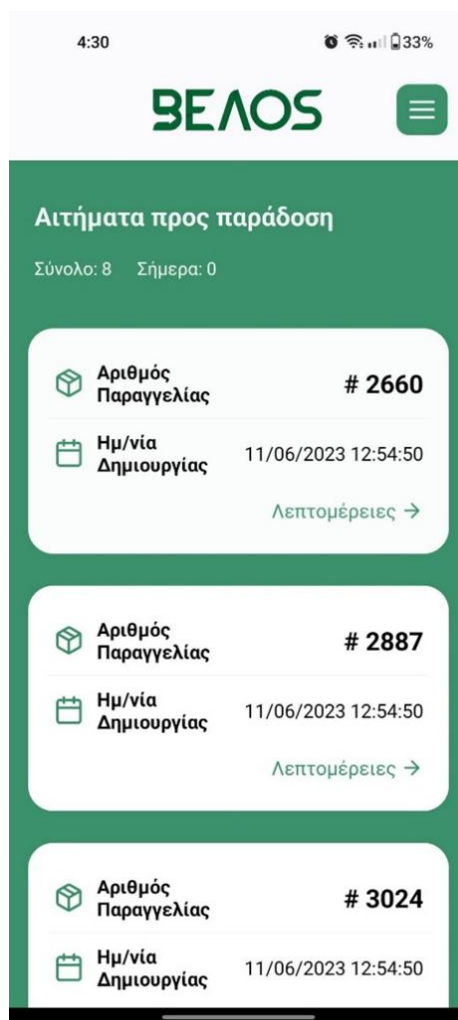 4:30 33%
ΒΕΛΟΣ
Αιτήματα προς παράδοση
Σύνολο: 8 Σήμερα: 0
Αριθμός
Παραγγελίας
# 2660
Ημ/νία
Δημιουργίας
11/06/2023 12:54:50
Λεπτομέρειες →
Αριθμός
Παραγγελίας
# 2887
Ημ/νία
Δημιουργίας
11/06/2023 12:54:50
Λεπτομέρειες →
Αριθμός
Παραγγελίας
# 3024
Ημ/νία
Δημιουργίας
11/06/2023 12:54:50